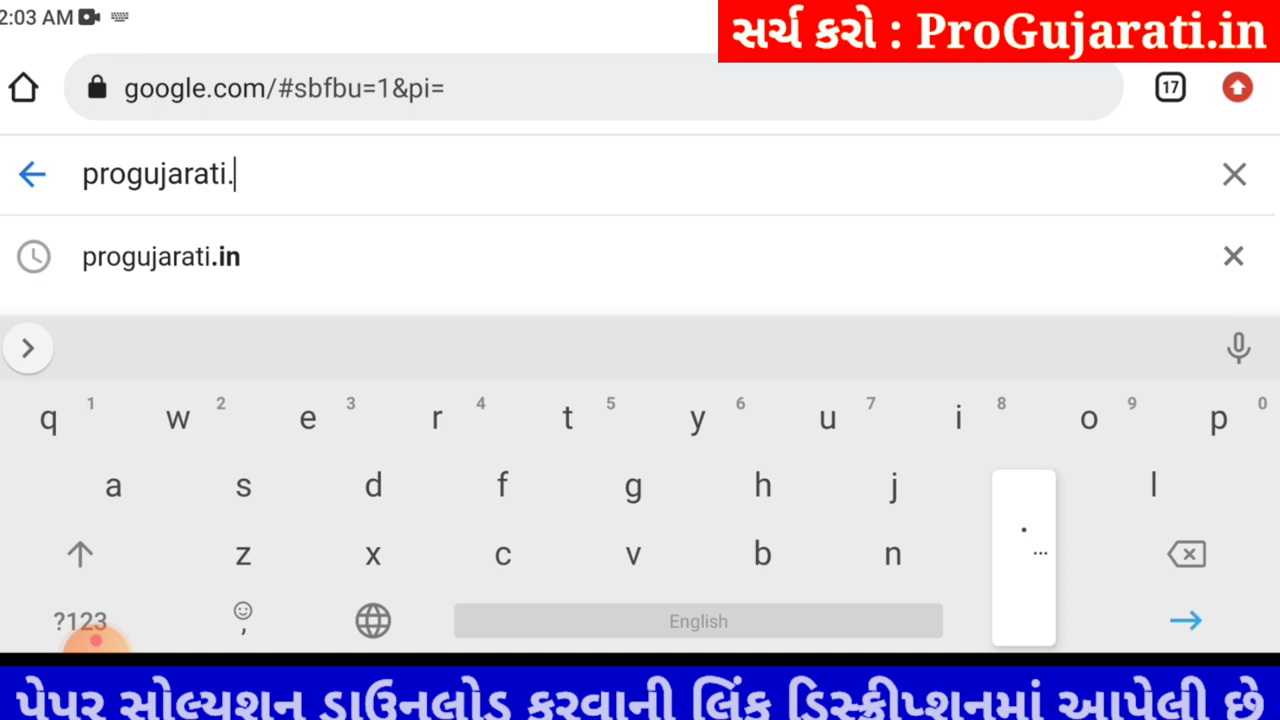 2:03 AM
સર્ચ કરો : ProGujarati.in
google.com/#sbfbu=1&pi=
17
progujarati.
progujarati.in
q 1 w 2 e 3 r 4 t 5 y 6 u 7 i 8 o 9 p 0
a s d f g h j l
z x c v b n . ...
?123 , English
પેપર સોલ્યશન ડાઉનલોડ કરવાની લિંક ડિસ્ક્રીપ્શનમાં આપેલી છે